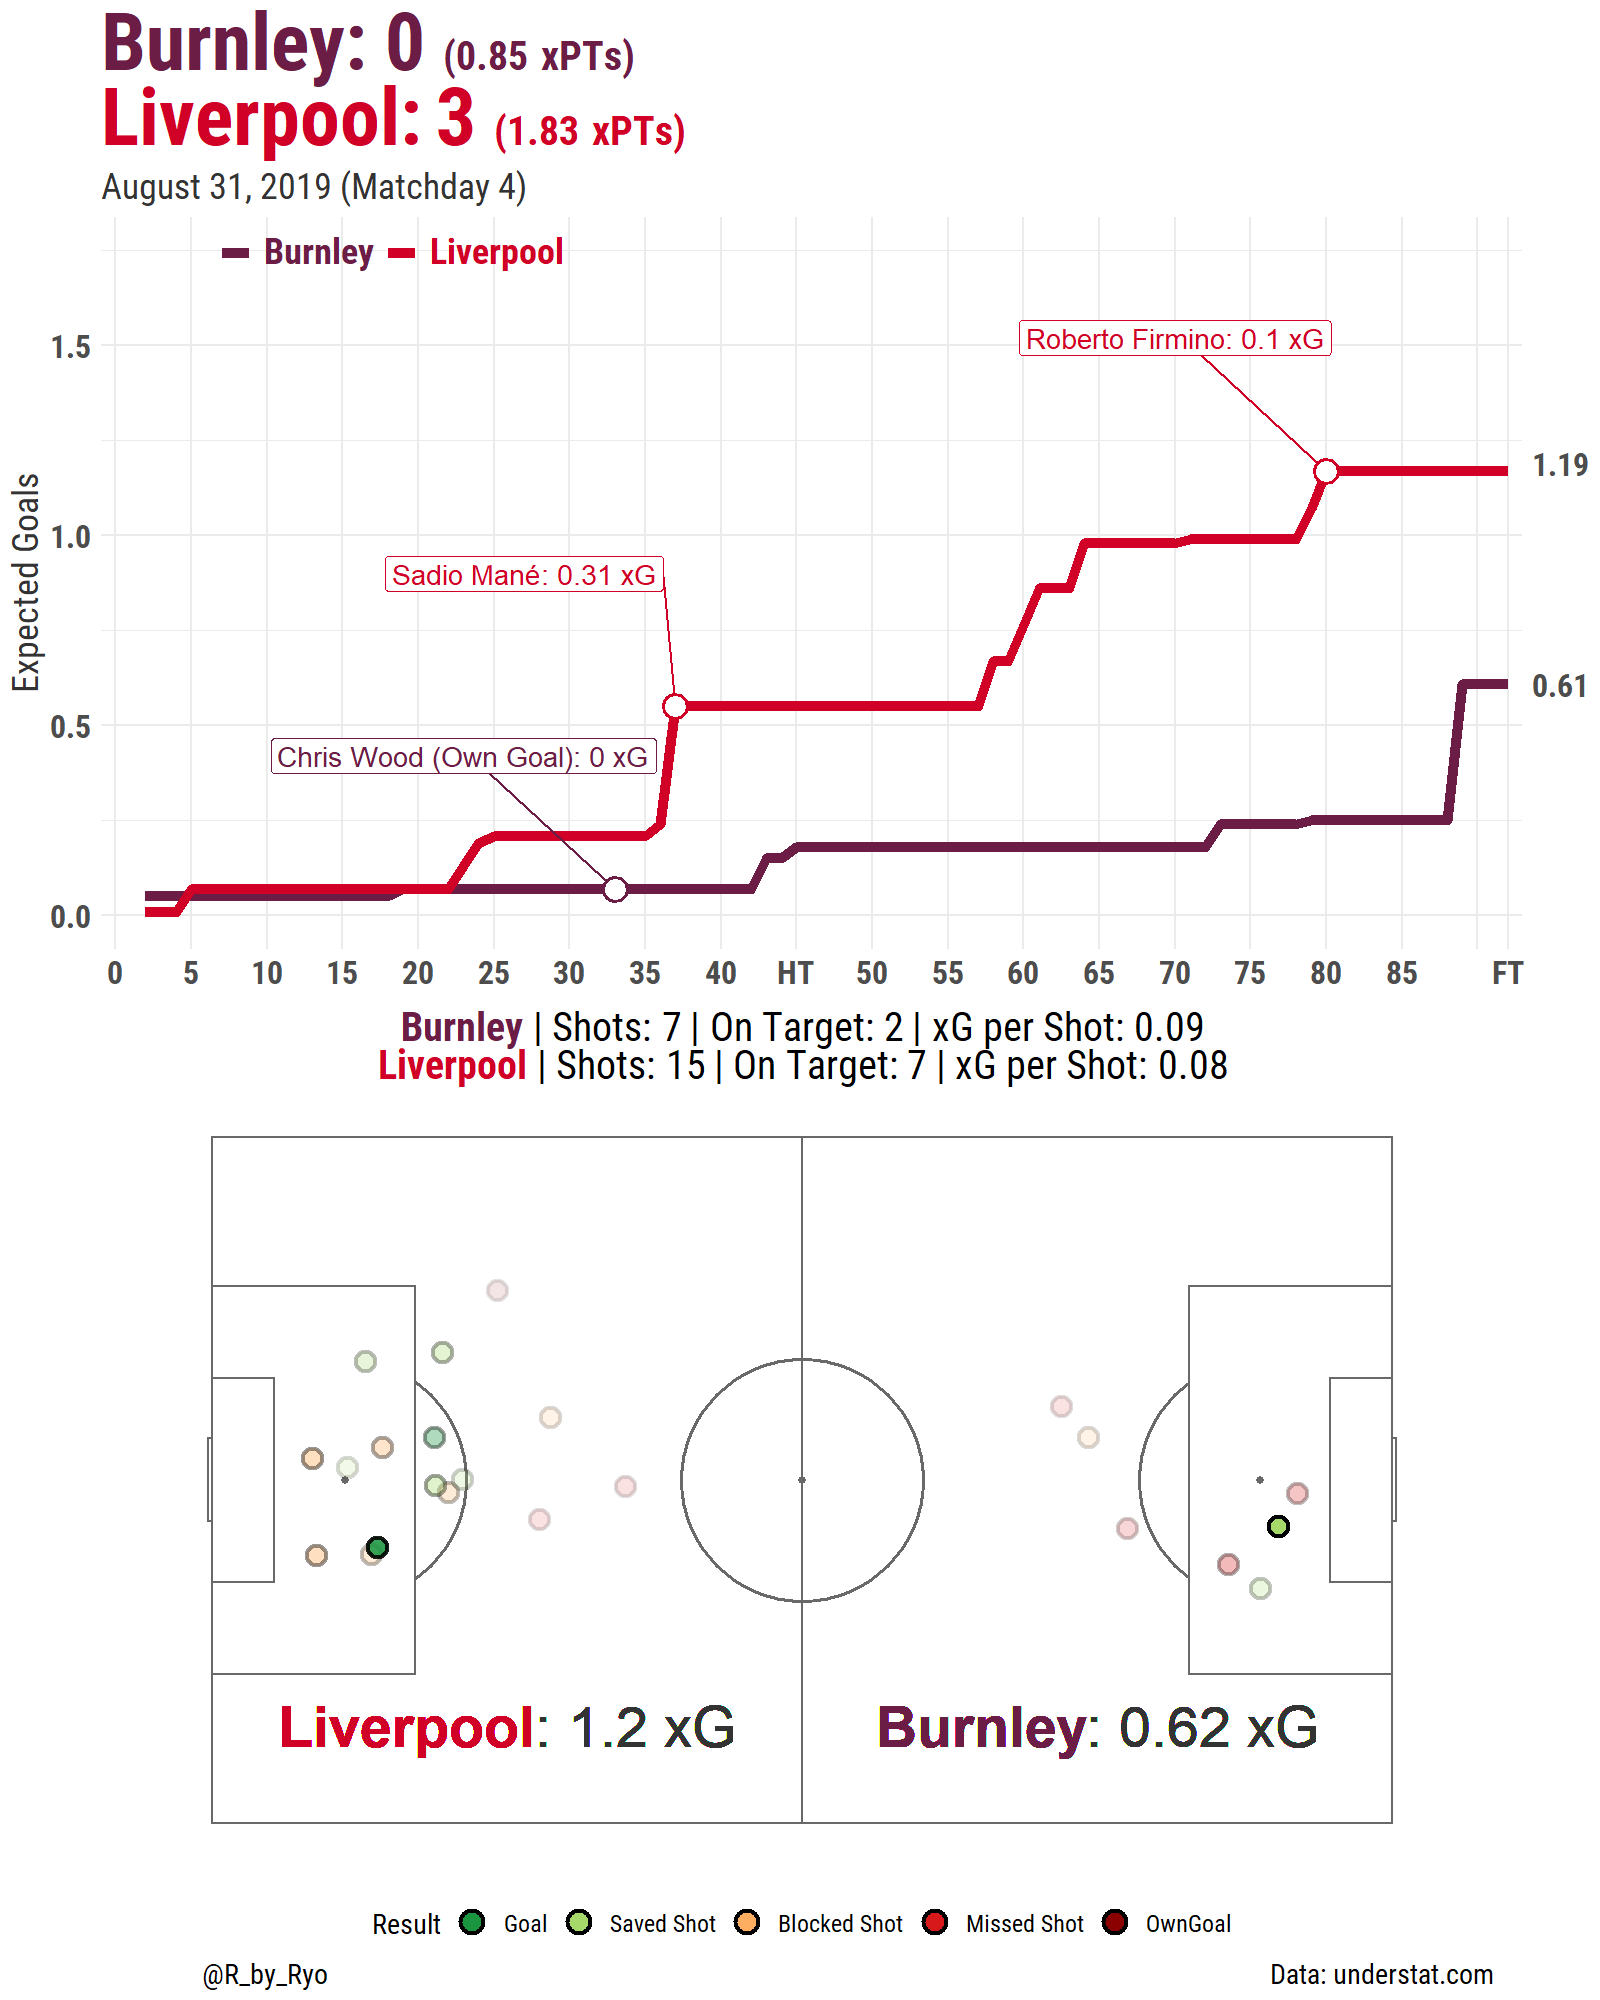 Burnley: 0 (0.85 xPTs)
Liverpool: 3 (1.83 xPTs)
August 31, 2019 (Matchday 4)
Burnley Liverpool
Expected Goals
1.5
1.0
0.5
0.0
Roberto Firmino: 0.1 xG
Sadio Mané: 0.31 xG
Chris Wood (Own Goal): 0 xG
1.19
0.61
0 5 10 15 20 25 30 35 40 HT 50 55 60 65 70 75 80 85 FT
Burnley | Shots: 7 | On Target: 2 | xG per Shot: 0.09
Liverpool | Shots: 15 | On Target: 7 | xG per Shot: 0.08
Liverpool: 1.2 xG
Burnley: 0.62 xG
Result Goal Saved Shot Blocked Shot Missed Shot OwnGoal
@R_by_Ryo
Data: understat.com